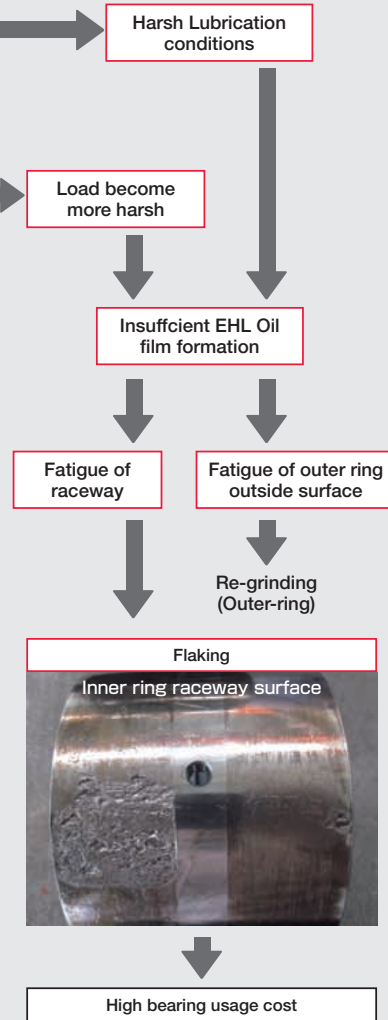 Harsh Lubrication
conditions
Load become
more harsh
Insuffcient EHL Oil
film formation
Fatigue of
raceway
Fatigue of outer ring
outside surface
Re-grinding
(Outer-ring)
Flaking
Inner ring raceway surface
High bearing usage cost